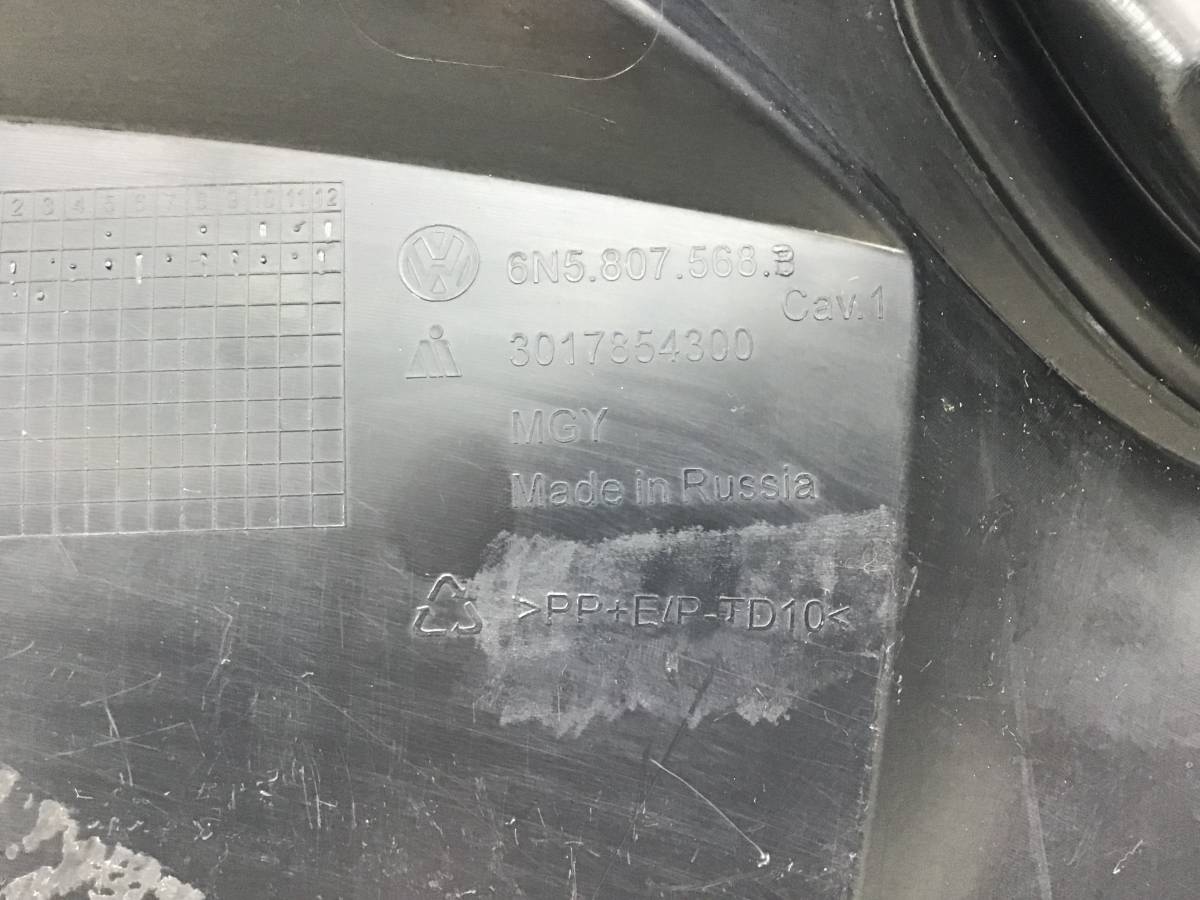 2 3 4 5 6 7 8 9 10 11 12
6N5.807.568.B
Cav.1
3017854300
MGY
Made in Russia
>PP+E/P-TD10<